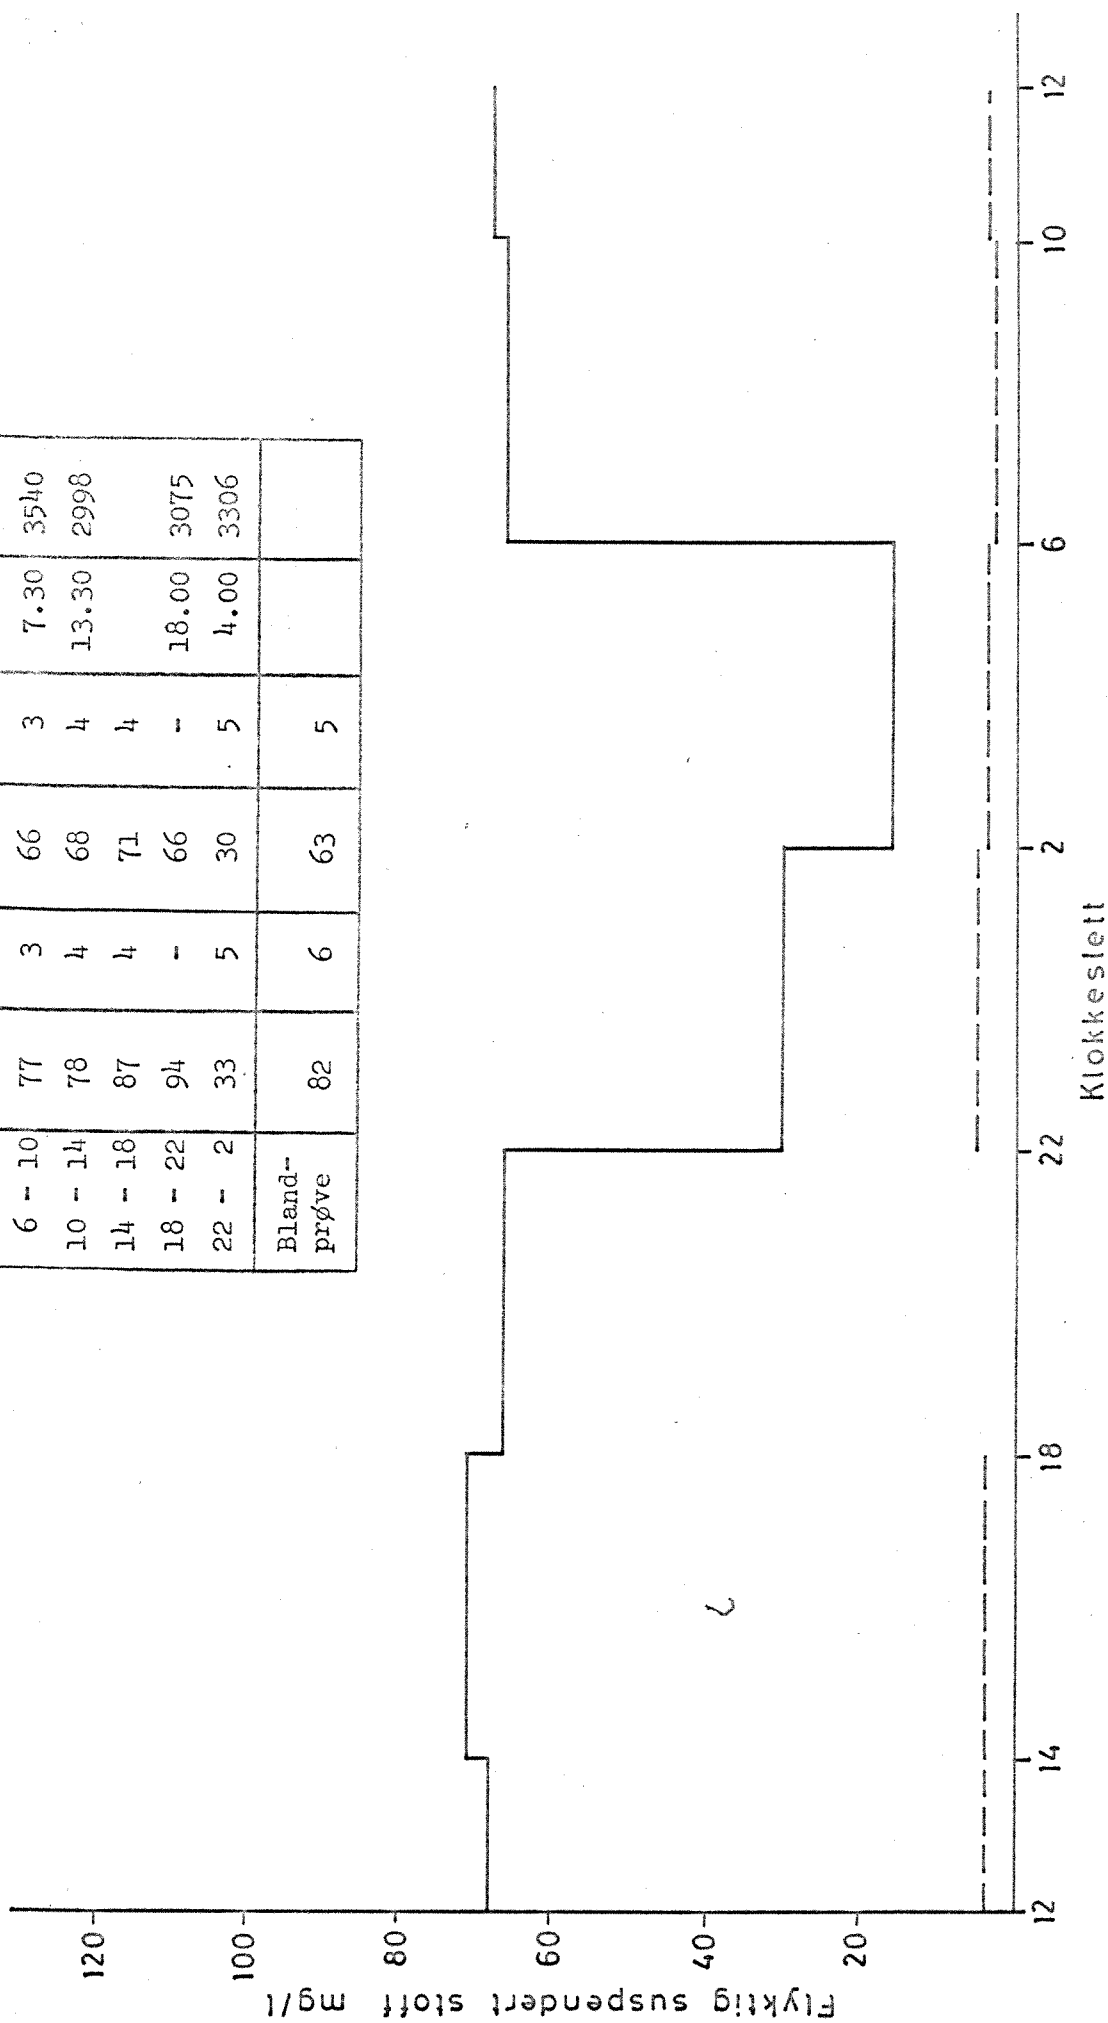 6 - 10 77 3 66 3 7.30 3540
10 - 14 78 4 68 4 13.30 2998
14 - 18 87 4 71 4
18 - 22 94 - 66 - 18.00 3075
22 - 2 33 5 30 5 4.00 3306
Bland-
prøve 82 6 63 5
Flyktig suspendert stoff mg/l
120
100
80
60
40
20
12 14 18 22 2 6 10 12
Klokkeslett